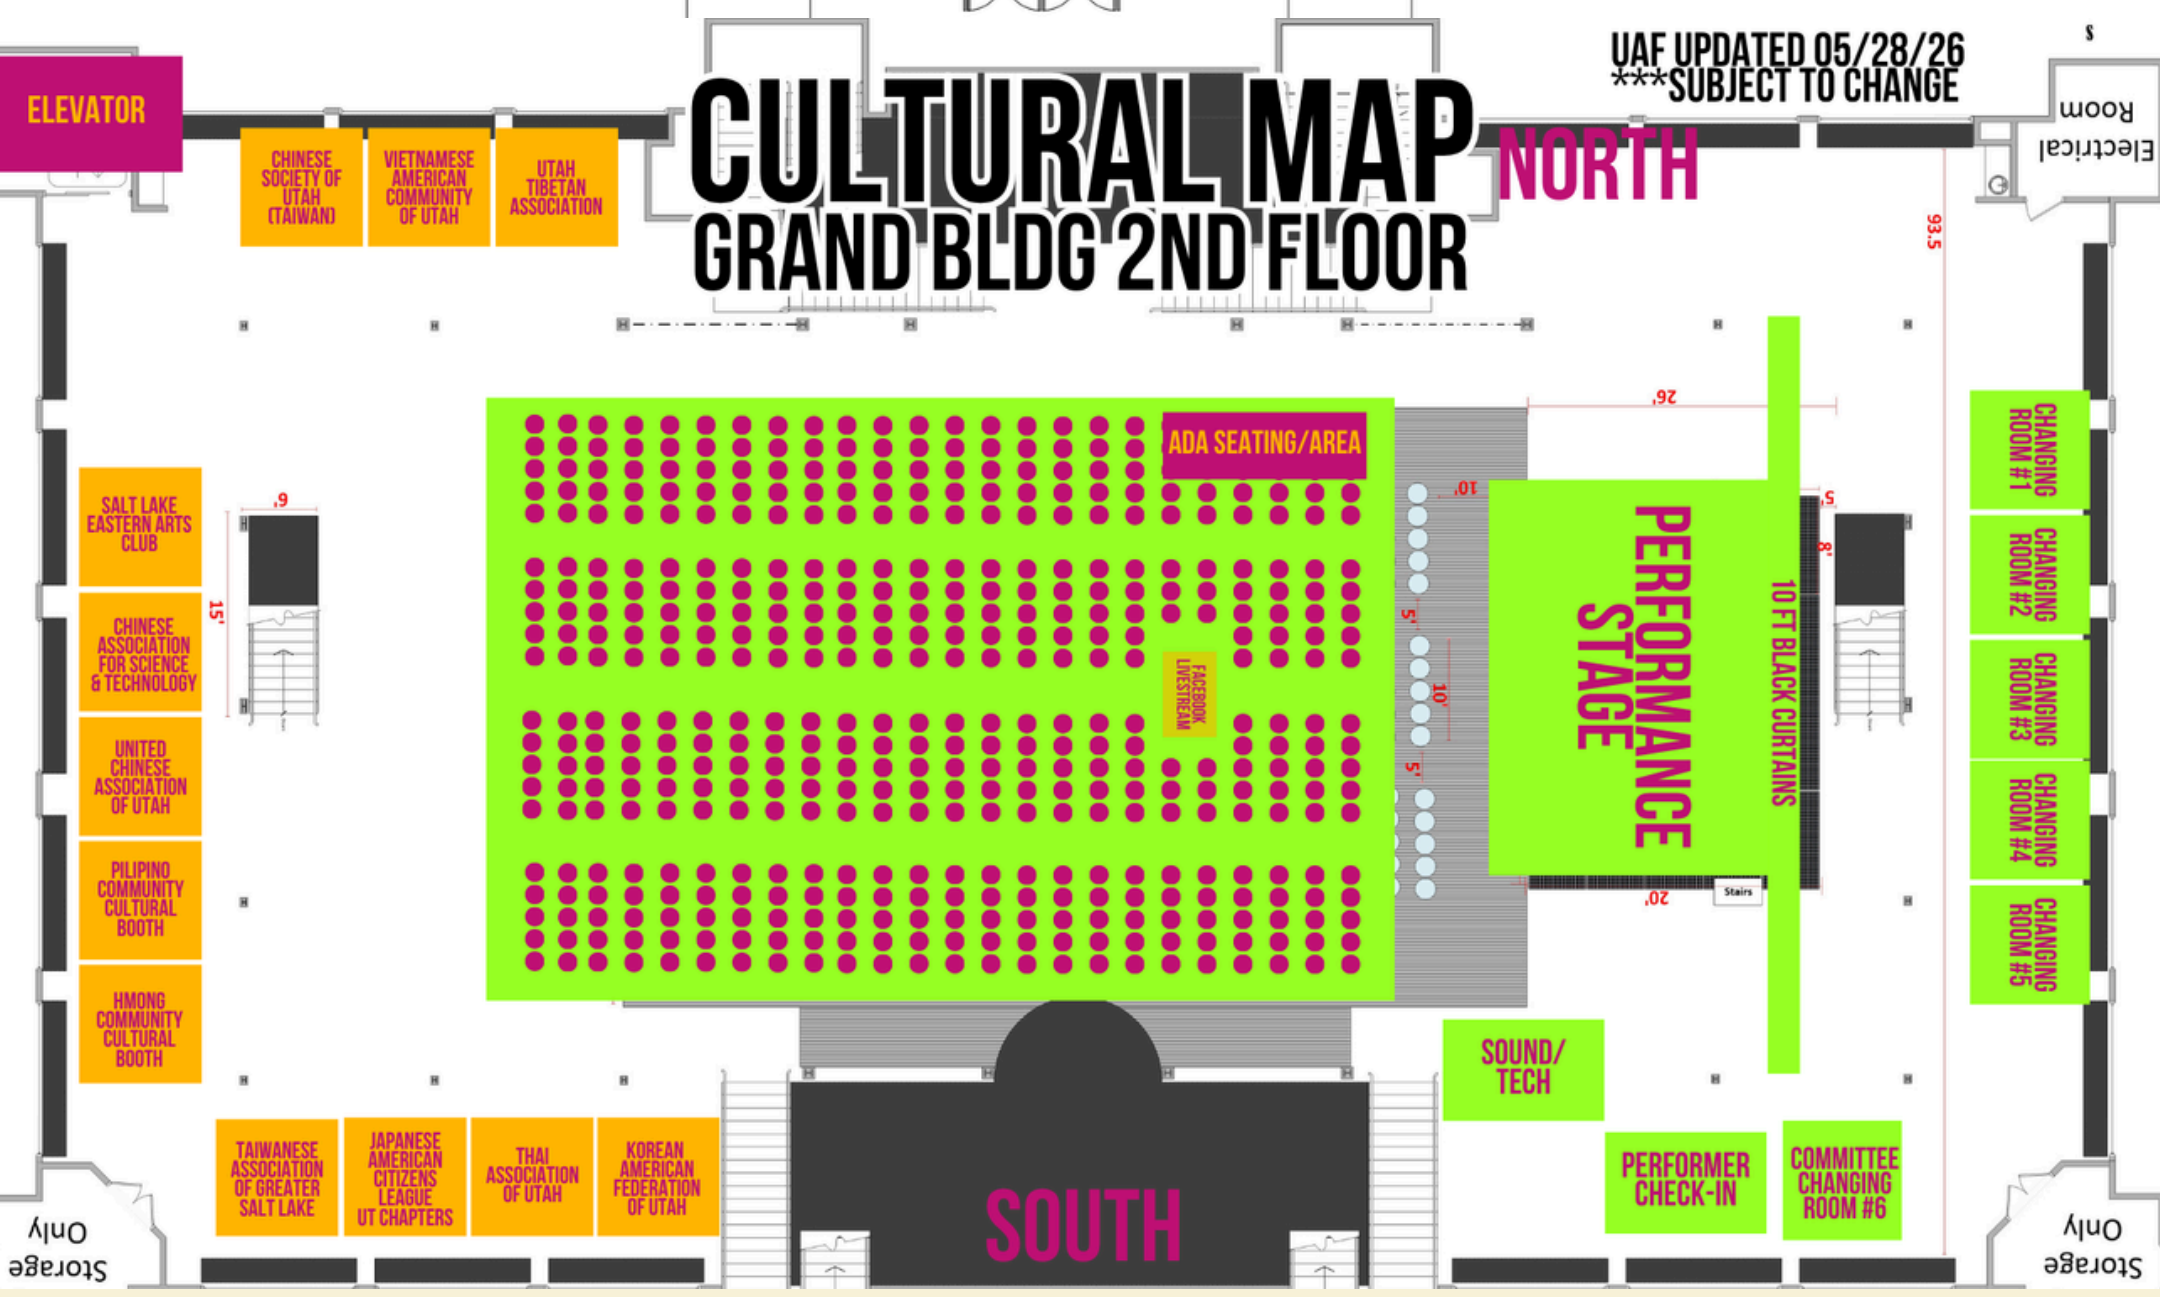 S
UAF UPDATED 05/28/26
***SUBJECT TO CHANGE
CULTURAL MAP
GRAND BLDG 2ND FLOOR
NORTH
Room
Electrical
ELEVATOR
CHINESE
SOCIETY OF
UTAH
(TAIWAN)
VIETNAMESE
AMERICAN
COMMUNITY
OF UTAH
UTAH
TIBETAN
ASSOCIATION
93.5
26'
ADA SEATING/AREA
10'
5'
8'
6'
15'
SALT LAKE
EASTERN ARTS
CLUB
CHINESE
ASSOCIATION
FOR SCIENCE
& TECHNOLOGY
UNITED
CHINESE
ASSOCIATION
OF UTAH
PILIPINO
COMMUNITY
CULTURAL
BOOTH
HMONG
COMMUNITY
CULTURAL
BOOTH
FACEBOOK
LIVESTREAM
5'
10'
5'
PERFORMANCE
STAGE
10 FT BLACK CURTAINS
20'
Stairs
CHANGING
ROOM #1
CHANGING
ROOM #2
CHANGING
ROOM #3
CHANGING
ROOM #4
CHANGING
ROOM #5
SOUND/
TECH
PERFORMER
CHECK-IN
COMMITTEE
CHANGING
ROOM #6
TAIWANESE
ASSOCIATION
OF GREATER
SALT LAKE
JAPANESE
AMERICAN
CITIZENS
LEAGUE
UT CHAPTERS
THAI
ASSOCIATION
OF UTAH
KOREAN
AMERICAN
FEDERATION
OF UTAH
SOUTH
Storage
Only
Storage
Only